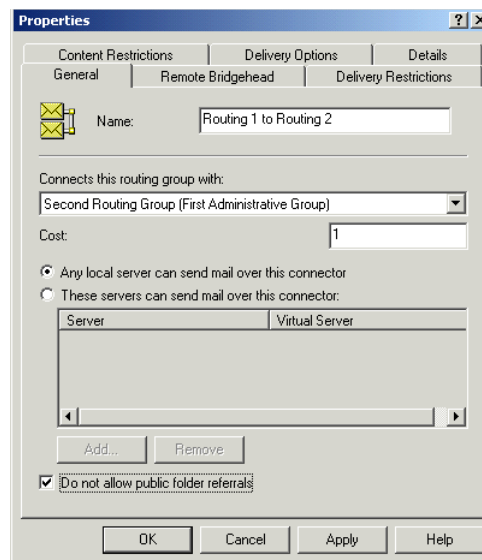 Properties
Content Restrictions Delivery Options Details
General Remote Bridgehead Delivery Restrictions
Name: Routing 1 to Routing 2
Connects this routing group with:
Second Routing Group (First Administrative Group)
Cost: 1
Any local server can send mail over this connector
These servers can send mail over this connector:
Server Virtual Server
Add... Remove
Do not allow public folder referrals
OK Cancel Apply Help